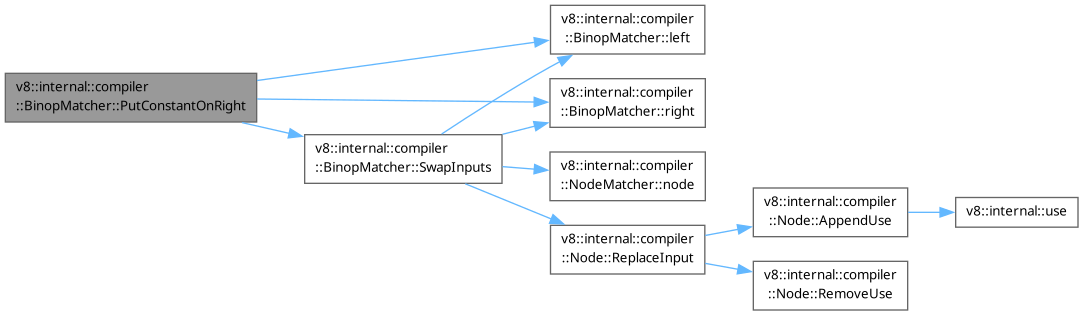 v8::internal::compiler
::BinopMatcher::PutConstantOnRight
v8::internal::compiler
::BinopMatcher::left
v8::internal::compiler
::BinopMatcher::right
v8::internal::compiler
::BinopMatcher::SwapInputs
v8::internal::compiler
::NodeMatcher::node
v8::internal::compiler
::Node::ReplaceInput
v8::internal::compiler
::Node::AppendUse
v8::internal::use
v8::internal::compiler
::Node::RemoveUse